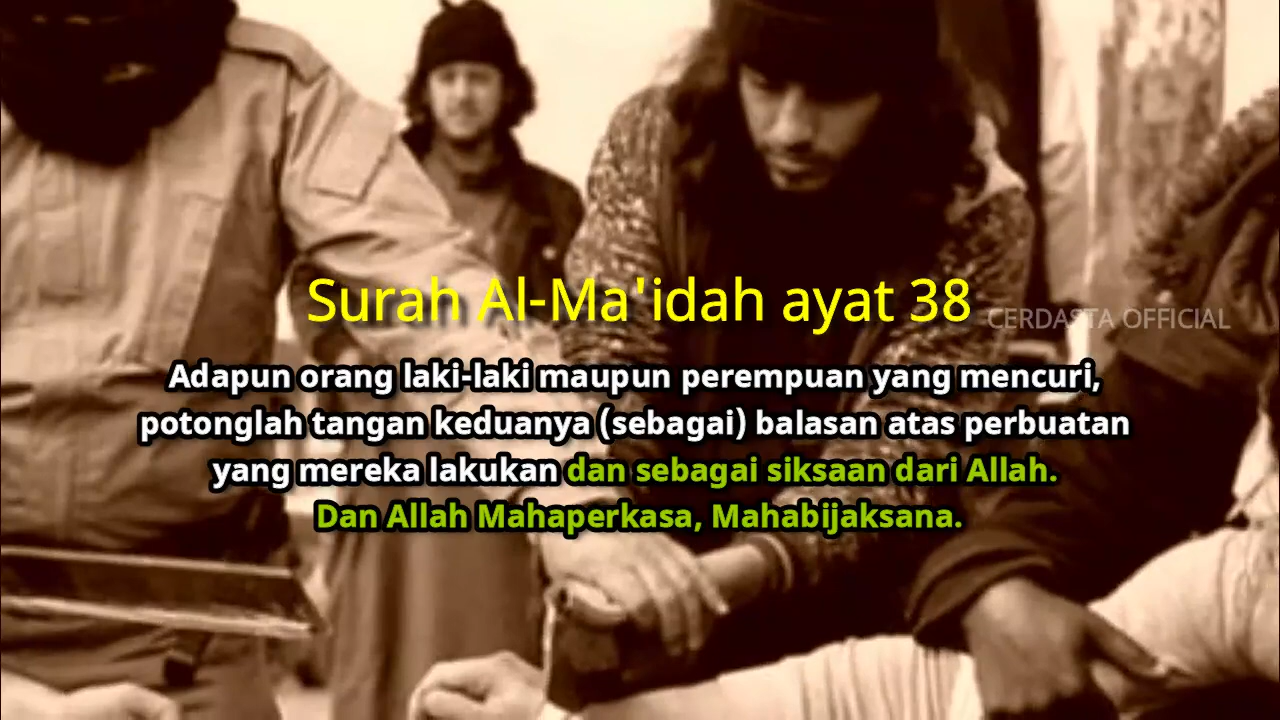 Surah Al-Ma'idah ayat 38
CERDASTA OFFICIAL
Adapun orang laki-laki maupun perempuan yang mencuri,
potonglah tangan keduanya (sebagai) balasan atas perbuatan
yang mereka lakukan dan sebagai siksaan dari Allah.
Dan Allah Mahaperkasa, Mahabijaksana.